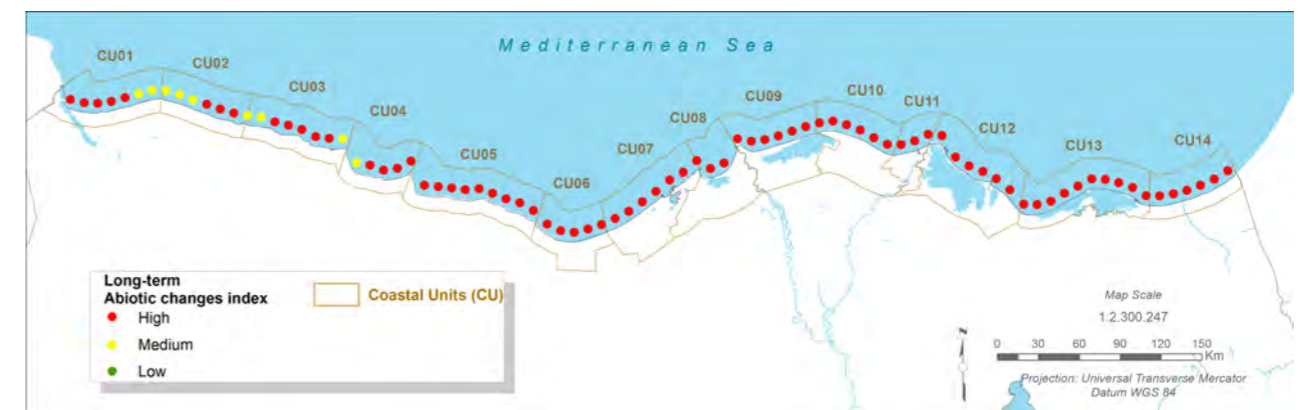 Mediterranean Sea
CU01
CU02
CU03
CU04
CU05
CU06
CU07
CU08
CU09
CU10
CU11
CU12
CU13
CU14
Long-term
Abiotic changes index
High
Medium
Low
Coastal Units (CU)
Map Scale
1:2.300.247
N
0 30 60 90 120 150
Km
Projection: Universal Transverse Mercator
Datum WGS 84